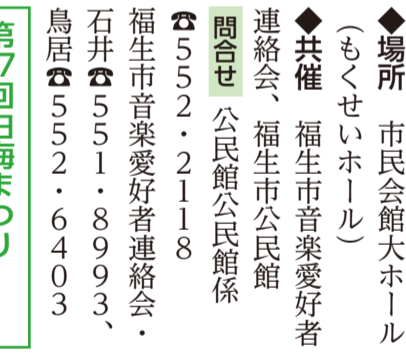 ◆場所　市民会館大ホール
（もくせいホール）
◆共催　福生市音楽愛好者
連絡会、福生市公民館
問合せ　公民館公民館係
☎552・2118
福生市音楽愛好者連絡会・
石井☎551・8993、
鳥居☎552・6403